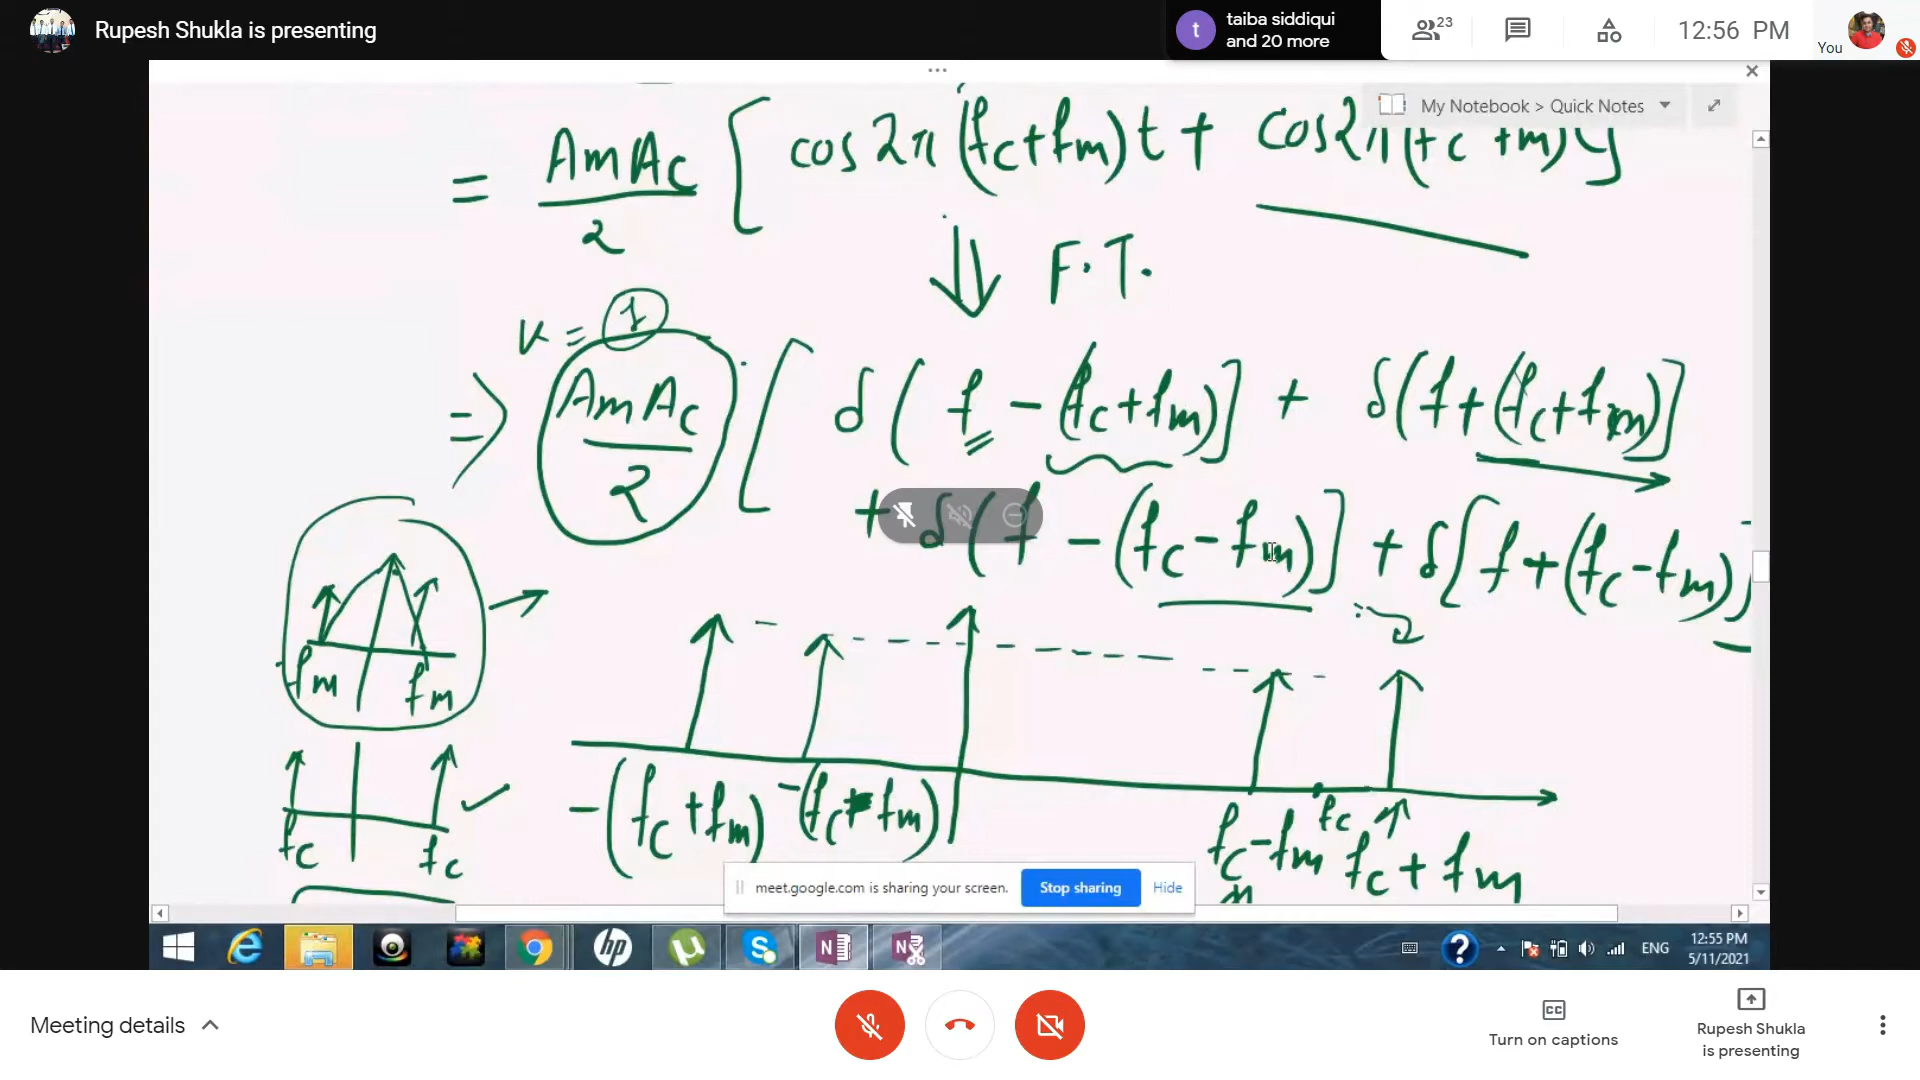 Rupesh Shukla is presenting
taiba siddiqui
and 20 more
23
12:56 PM
You
My Notebook > Quick Notes
= AmAc/2 [ cos2π(fc+fm)t + cos2π(fc +m)
⇓ F.T.
K = 1
=> AmAc/2 [ δ(f - (fc+fm)] + δ(f+(fc+fm)]
+ δ(f - (fc-fm)] + δ[f+(fc-fm)]
-fm fm
fc fc
-(fc+fm) -(fc-fm) fc-fm fc fc+fm
meet.google.com is sharing your screen. Stop sharing Hide
hp
ENG
12:55 PM
5/11/2021
Meeting details
Turn on captions
Rupesh Shukla
is presenting